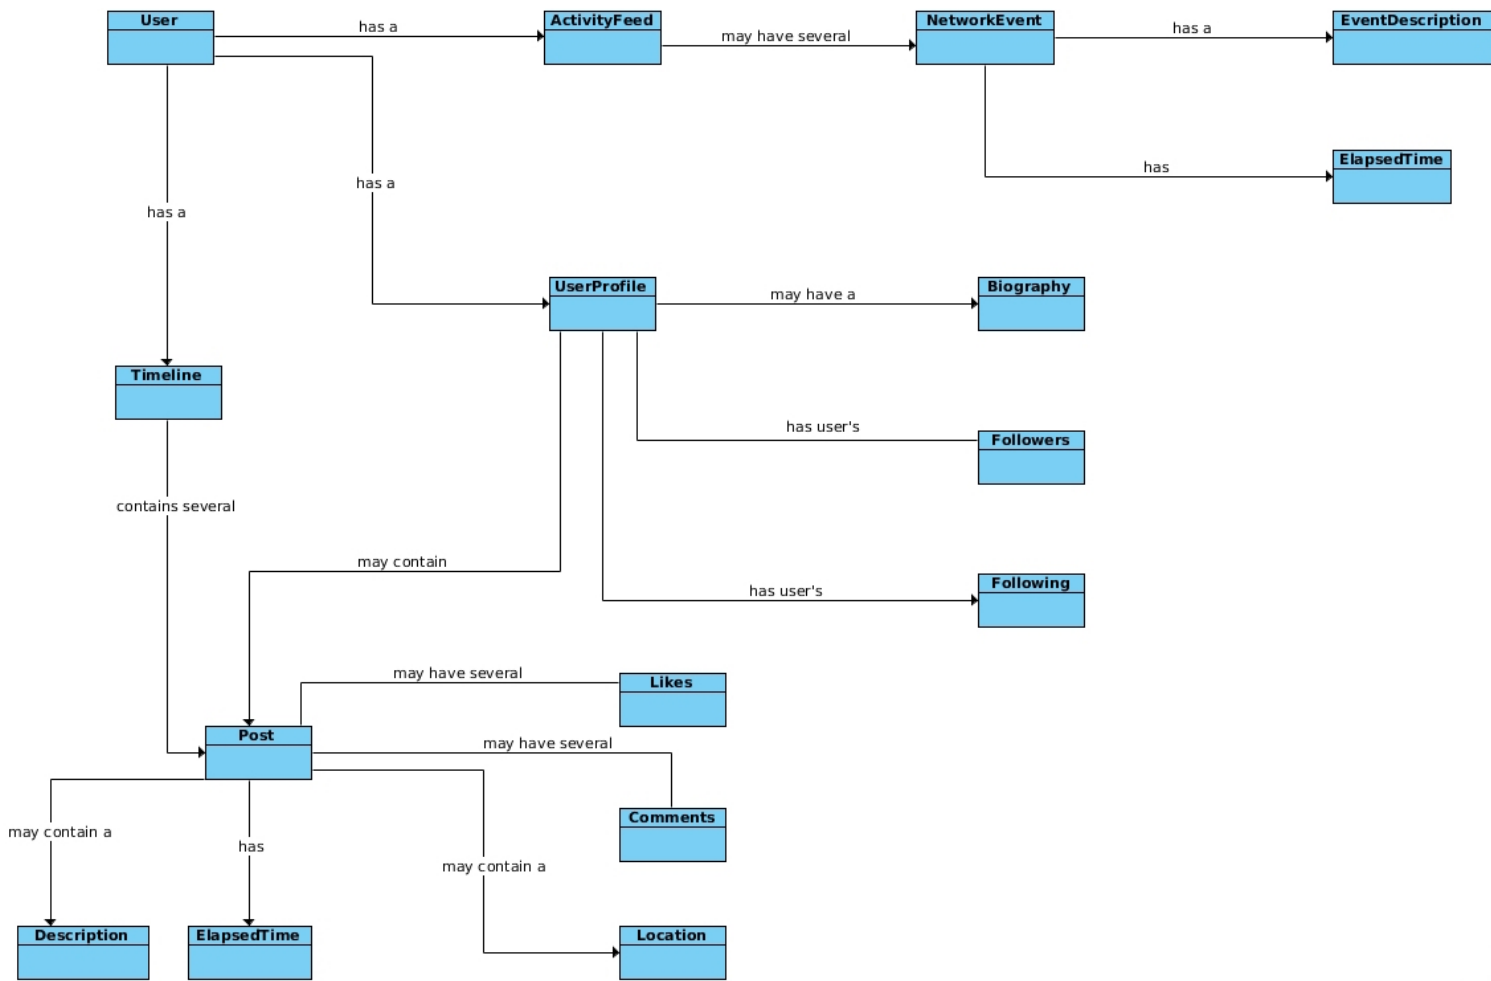 User
has a
ActivityFeed
may have several
NetworkEvent
has a
EventDescription
has
ElapsedTime
has a
has a
UserProfile
may have a
Biography
Timeline
has user's
Followers
contains several
may contain
has user's
Following
may have several
Likes
Post
may have several
Comments
may contain a
has
may contain a
Description
ElapsedTime
Location